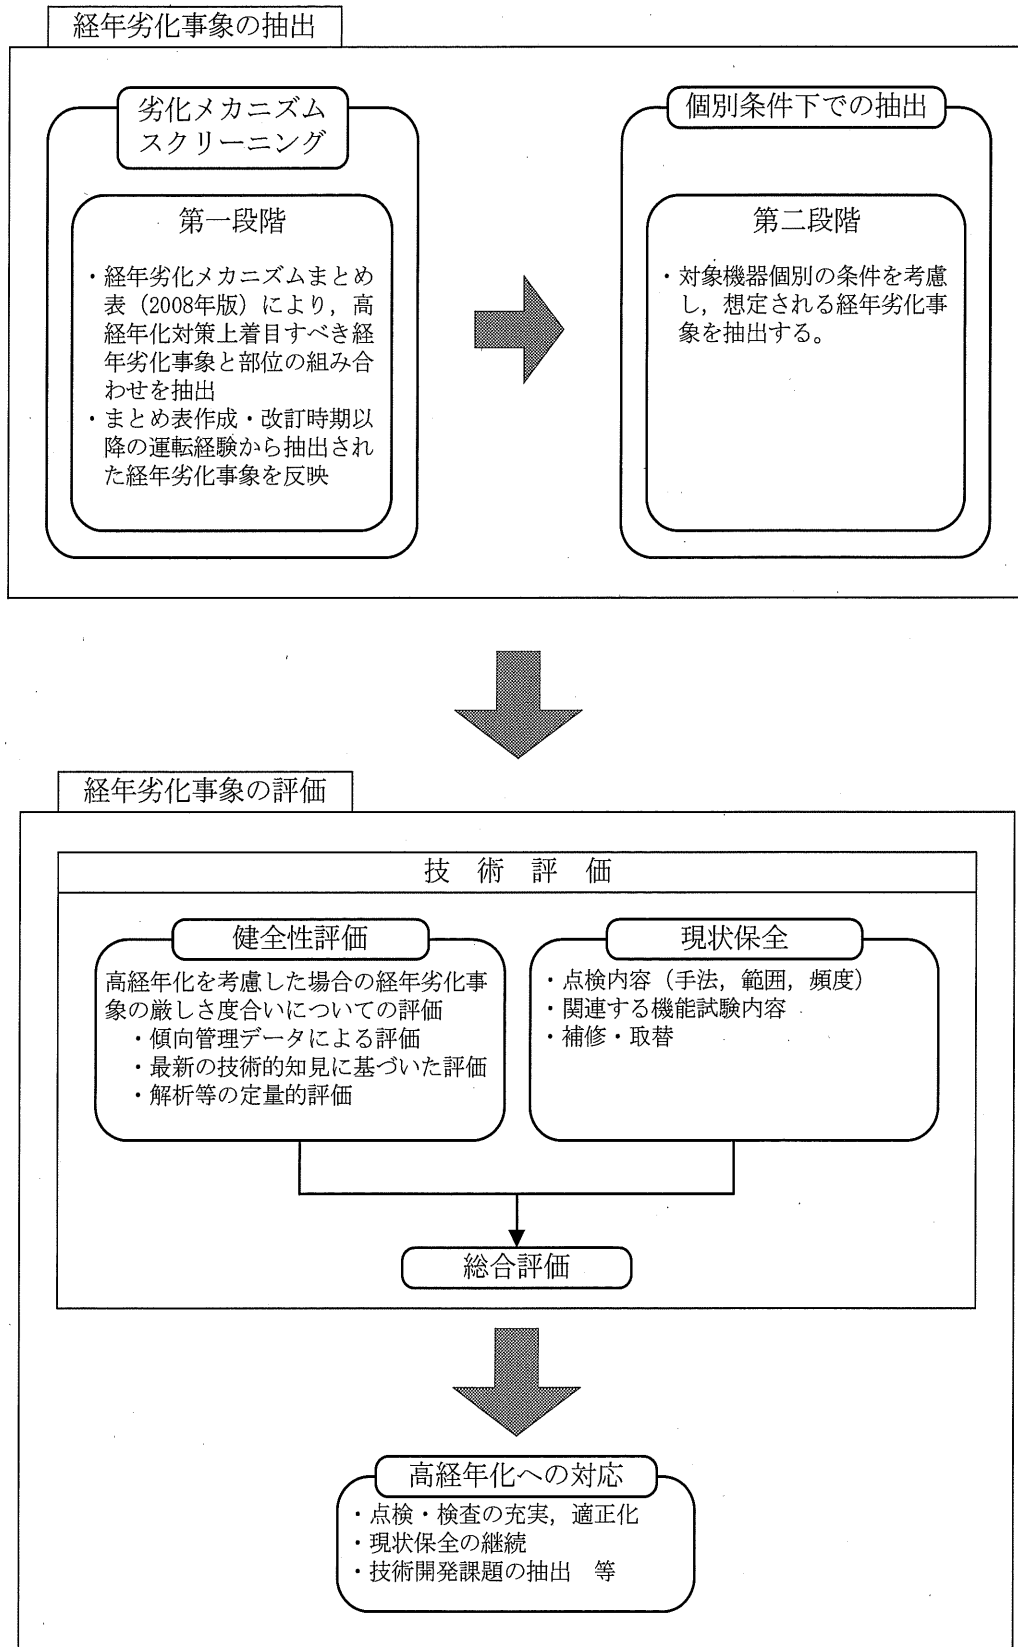 経年劣化事象の抽出
劣化メカニズム
スクリーニング
第一段階
・経年劣化メカニズムまとめ
表（2008年版）により，高
経年化対策上着目すべき経
年劣化事象と部位の組み合
わせを抽出
・まとめ表作成・改訂時期以
降の運転経験から抽出され
た経年劣化事象を反映
個別条件下での抽出
第二段階
・対象機器個別の条件を考慮
し，想定される経年劣化事
象を抽出する。
経年劣化事象の評価
技　術　評　価
健全性評価
高経年化を考慮した場合の経年劣化事
象の厳しさ度合いについての評価
・傾向管理データによる評価
・最新の技術的知見に基づいた評価
・解析等の定量的評価
現状保全
・点検内容（手法，範囲，頻度）
・関連する機能試験内容
・補修・取替
総合評価
高経年化への対応
・点検・検査の充実，適正化
・現状保全の継続
・技術開発課題の抽出　等